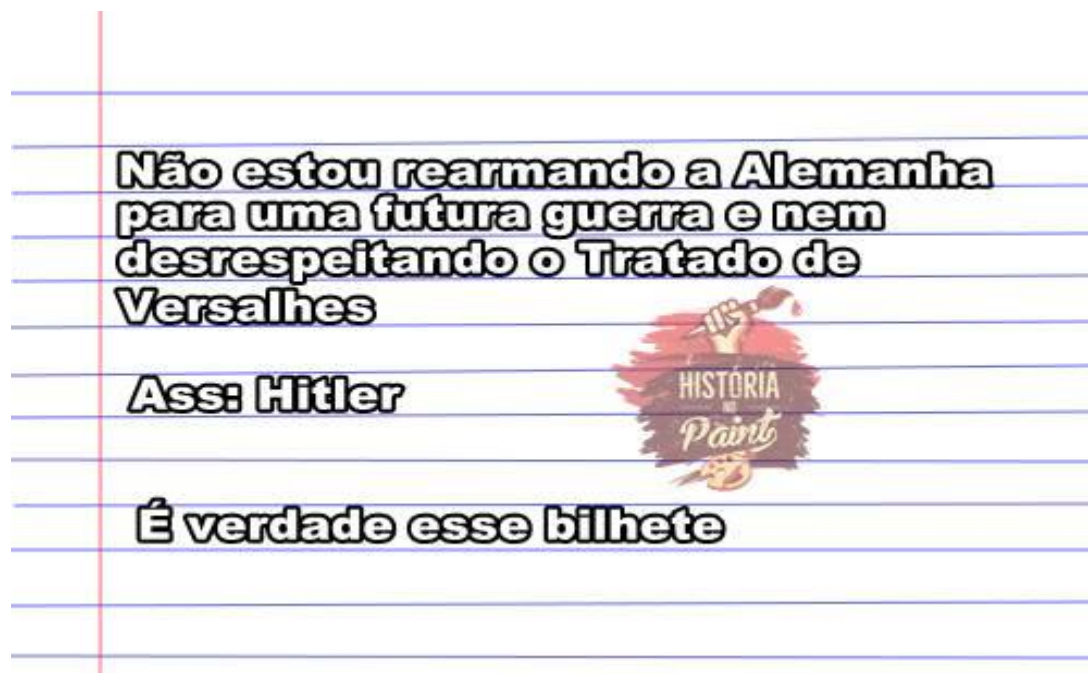 Não estou rearmando a Alemanha
para uma futura guerra e nem
desrespeitando o Tratado de
Versalhes
Ass: Hitler
HISTÓRIA
NO
Paint
É verdade esse bilhete